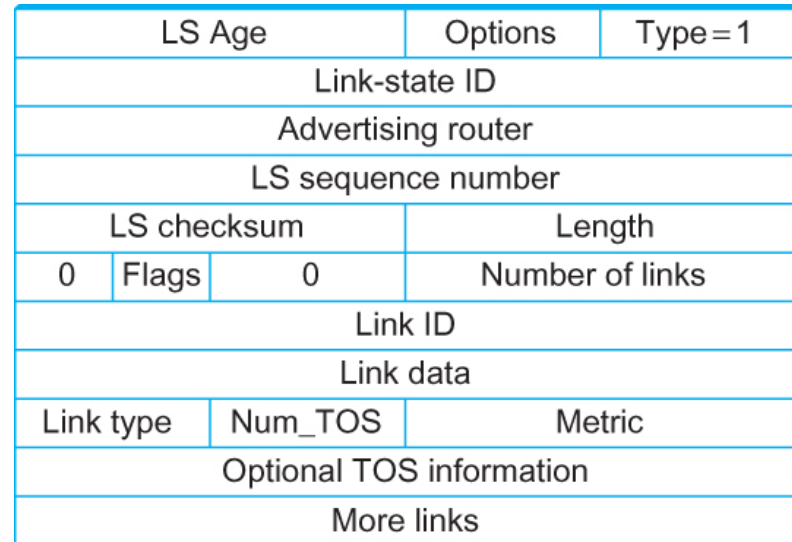 LS Age Options Type=1
Link-state ID
Advertising router
LS sequence number
LS checksum Length
0 Flags 0 Number of links
Link ID
Link data
Link type Num_TOS Metric
Optional TOS information
More links